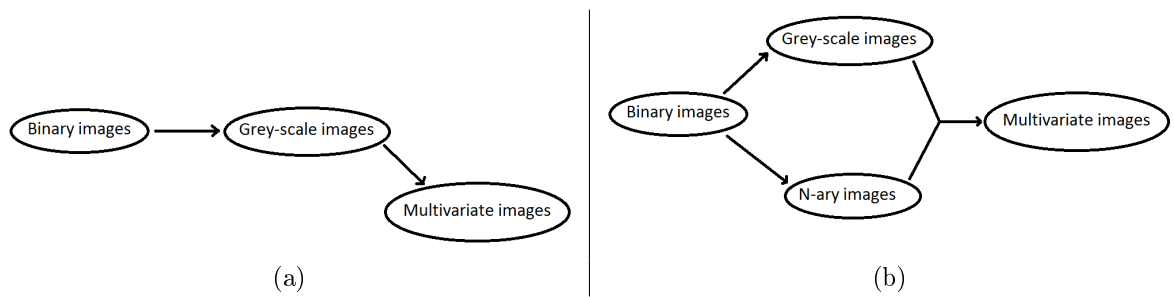 Binary images
Grey-scale images
Multivariate images
(a)
Grey-scale images
Binary images
Multivariate images
N-ary images
(b)